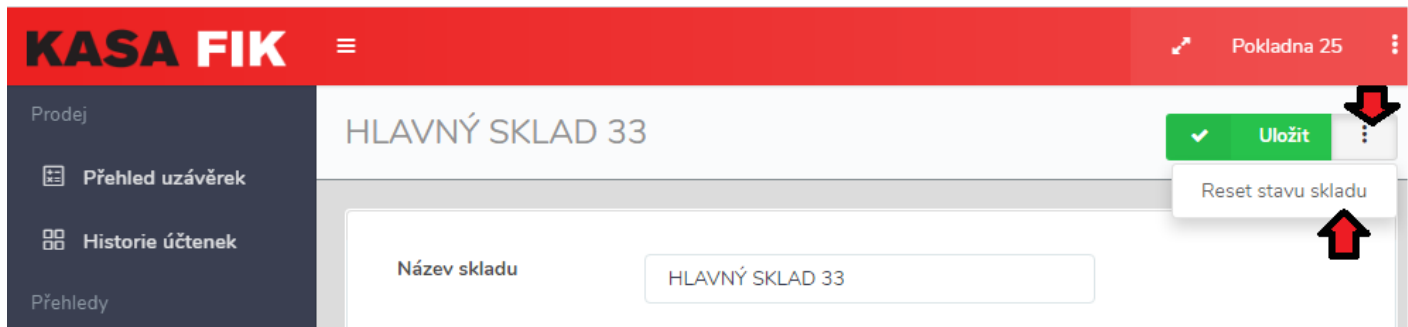 KASA FIK
Pokladna 25
Prodej
Přehled uzávěrek
Historie účtenek
Přehledy
HLAVNÝ SKLAD 33
Uložit
Reset stavu skladu
Název skladu
HLAVNÝ SKLAD 33